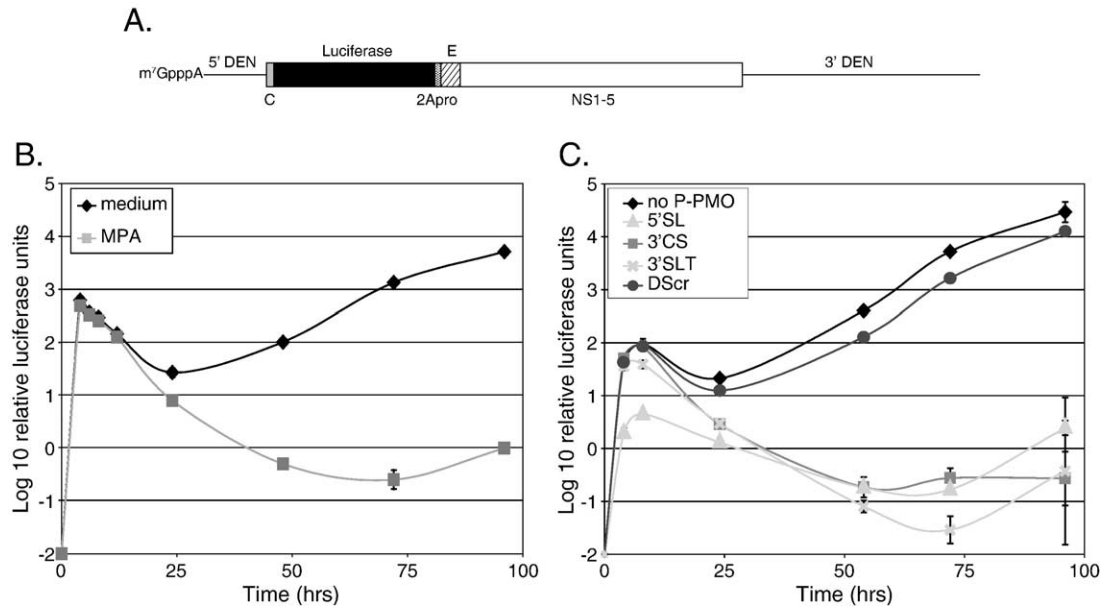 A.
Luciferase
E
5' DEN
3' DEN
m⁷GpppA
C
2Apro
NS1-5
B.
5
4
3
2
1
0
-1
-2
Log 10 relative luciferase units
medium
MPA
0
25
50
75
100
Time (hrs)
C.
5
4
3
2
1
0
-1
-2
Log 10 relative luciferase units
no P-PMO
5'SL
3'CS
3'SLT
DScr
0
25
50
75
100
Time (hrs)